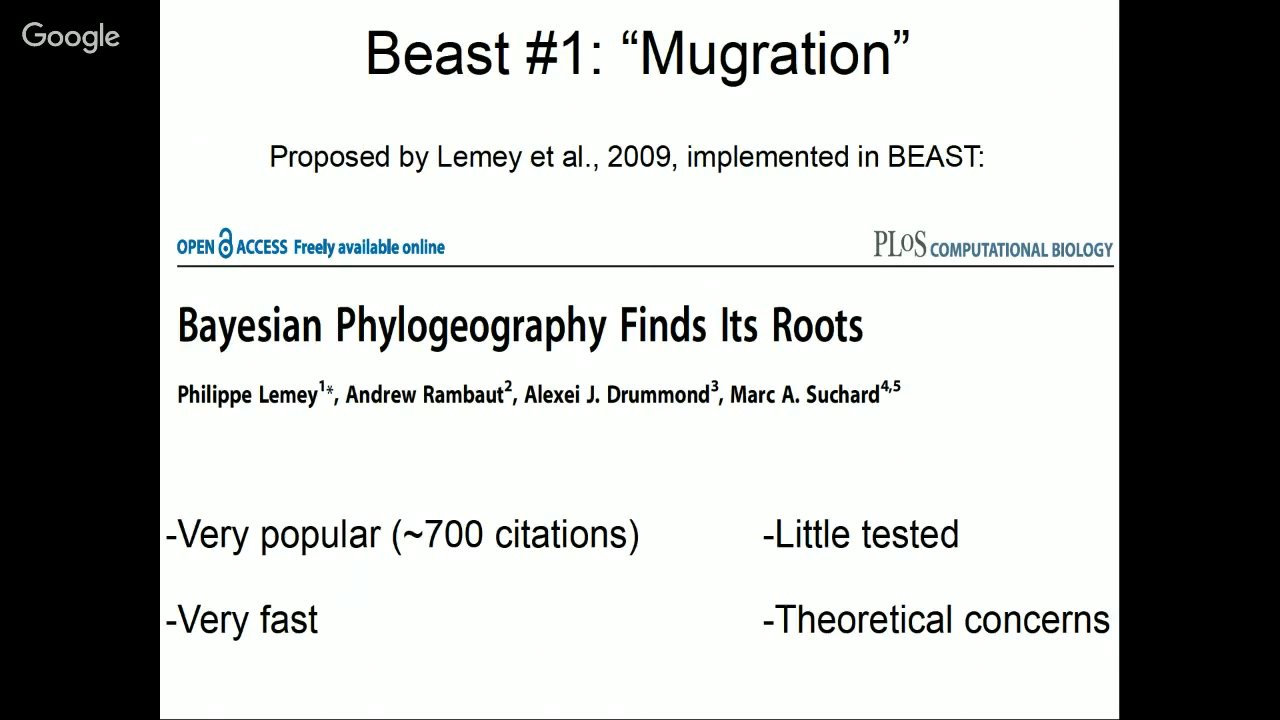 Google
Beast #1: “Mugration”
Proposed by Lemey et al., 2009, implemented in BEAST:
OPEN ACCESS Freely available online
PLoS COMPUTATIONAL BIOLOGY
Bayesian Phylogeography Finds Its Roots
Philippe Lemey1*, Andrew Rambaut2, Alexei J. Drummond3, Marc A. Suchard4,5
-Very popular (~700 citations)
-Little tested
-Very fast
-Theoretical concerns